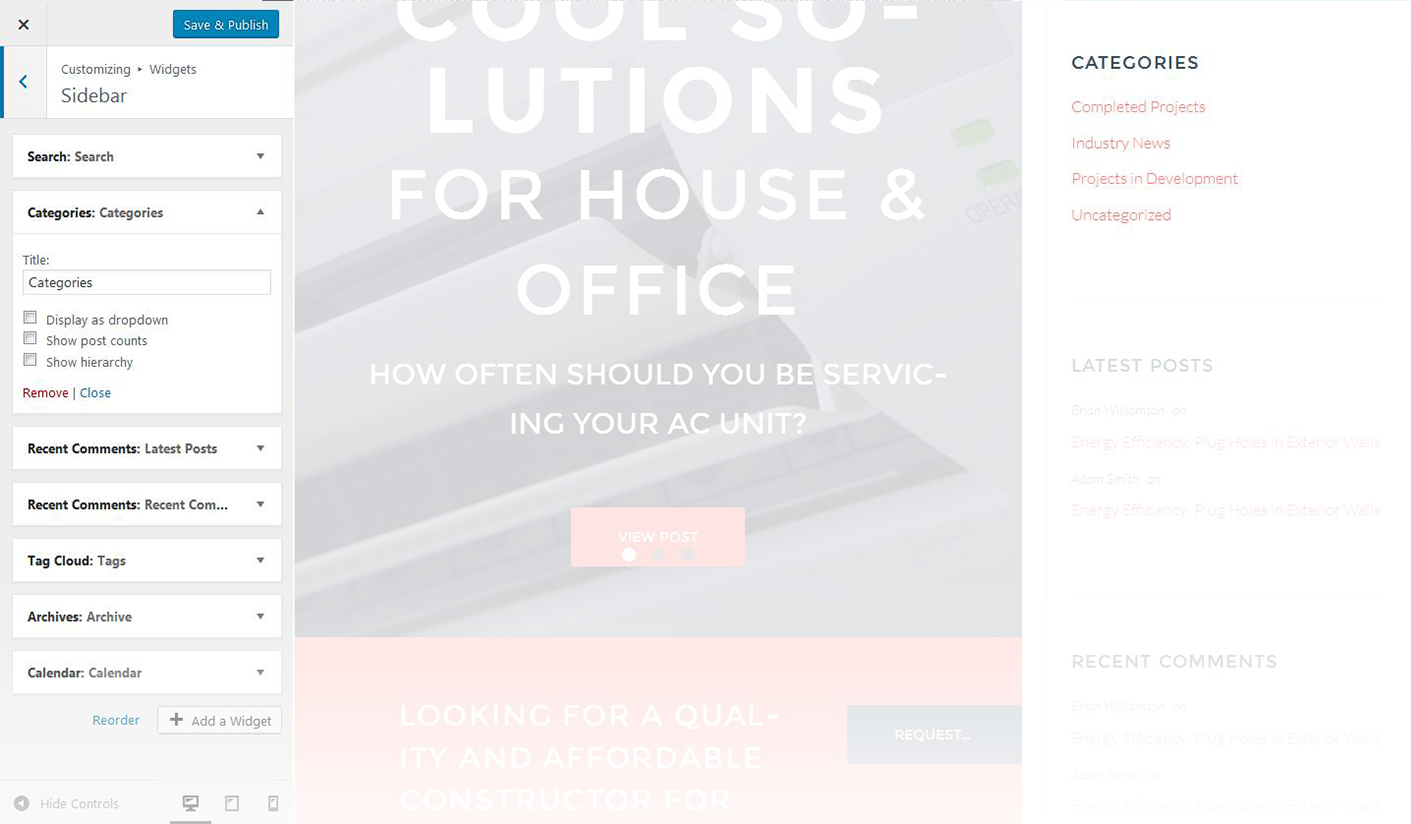 Save & Publish
Customizing ▸ Widgets
Sidebar
Search: Search
Categories: Categories
Title:
Categories
Display as dropdown
Show post counts
Show hierarchy
Remove | Close
Recent Comments: Latest Posts
Recent Comments: Recent Com...
Tag Cloud: Tags
Archives: Archive
Calendar: Calendar
Reorder
Add a Widget
Hide Controls
COOL SO-
LUTIONS
FOR HOUSE &
OFFICE
HOW OFTEN SHOULD YOU BE SERVIC-
ING YOUR AC UNIT?
VIEW POST
LOOKING FOR A QUAL-
ITY AND AFFORDABLE
CONSTRUCTOR FOR
REQUEST...
CATEGORIES
Completed Projects
Industry News
Projects in Development
Uncategorized
LATEST POSTS
Brian Williamson on
Energy Efficiency: Plug Holes in Exterior Walls
Adam Smith on
Energy Efficiency: Plug Holes in Exterior Walls
RECENT COMMENTS
Brian Williamson on
Energy Efficiency: Plug Holes in Exterior Walls
Adam Smith on
Energy Efficiency: Plug Holes in Exterior Walls